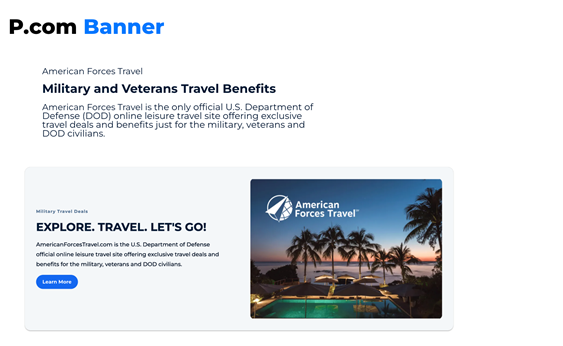 P.com Banner
American Forces Travel
Military and Veterans Travel Benefits
American Forces Travel is the only official U.S. Department of
Defense (DOD) online leisure travel site offering exclusive
travel deals and benefits just for the military, veterans and
DOD civilians.
Military Travel Deals
EXPLORE. TRAVEL. LET'S GO!
AmericanForcesTravel.com is the U.S. Department of Defense
official online leisure travel site offering exclusive travel deals and
benefits for the military, veterans and DOD civilians.
Learn More
American
Forces Travel